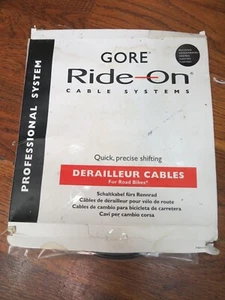 GORE
Ride-On
CABLE SYSTEMS
PROFESSIONAL SYSTEM
Quick, precise shifting
DERAILLEUR CABLES
For Road Bikes*
Schaltkabel fürs Rennrad
Câbles de dérailleur pour vélo de route
Cables de cambio para bicicleta de carretera
Cavi per cambio corsa